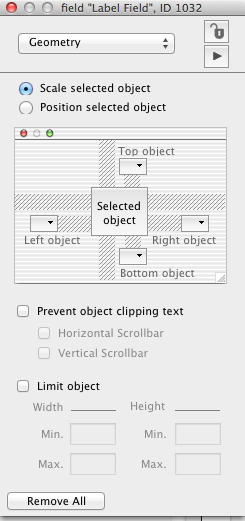 field "Label Field", ID 1032
Geometry
Scale selected object
Position selected object
Top object
Selected
object
Left object
Right object
Bottom object
Prevent object clipping text
Horizontal Scrollbar
Vertical Scrollbar
Limit object
Width Height
Min. Min.
Max. Max.
Remove All